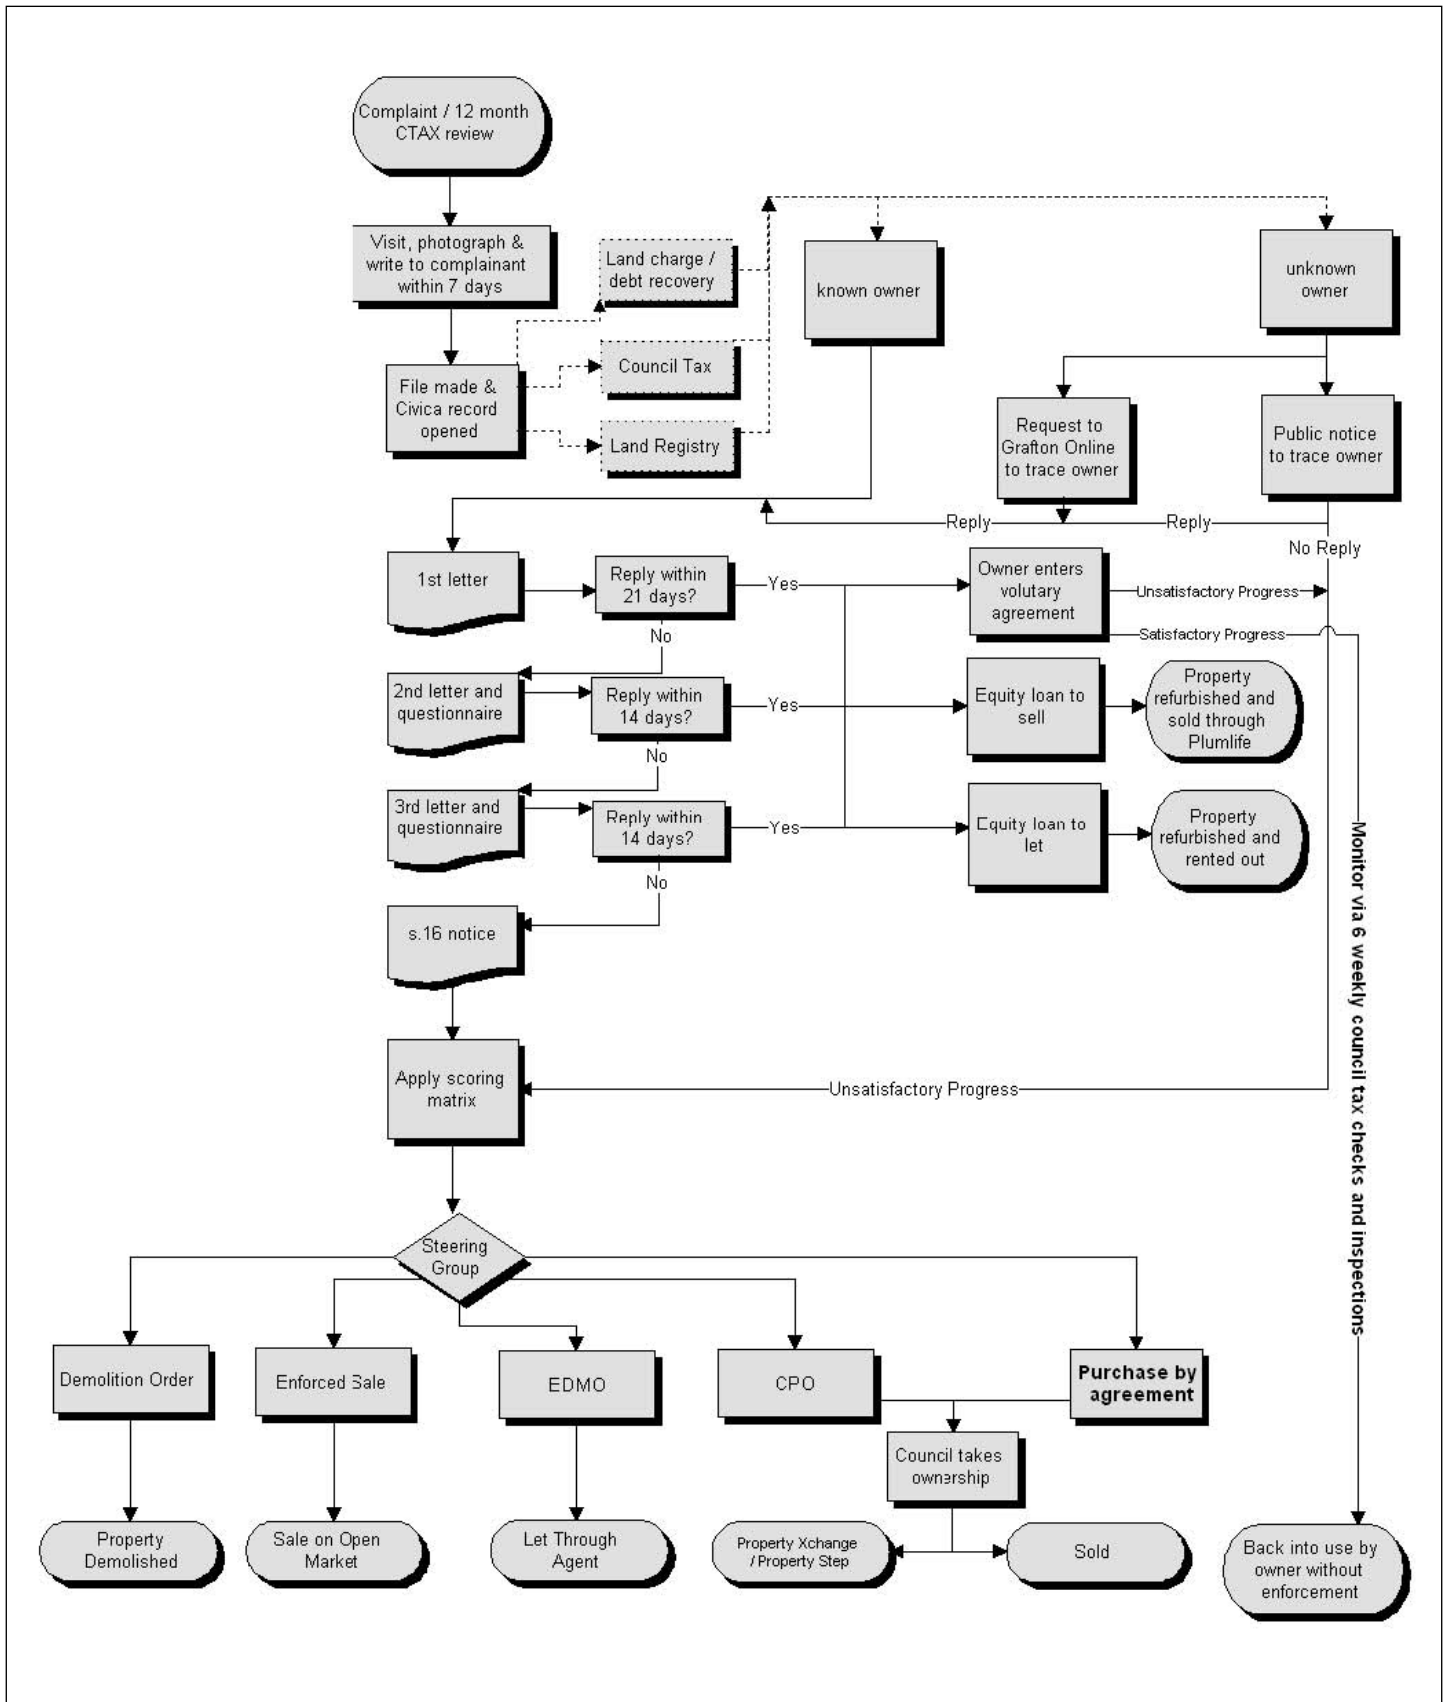 Complaint / 12 month
CTAX review
Visit, photograph &
write to complainant
within 7 days
File made &
Civica record
opened
Land charge /
debt recovery
Council Tax
Land Registry
known owner
unknown
owner
Request to
Grafton Online
to trace owner
Public notice
to trace owner
Reply
Reply
No Reply
1st letter
Reply within
21 days?
Yes
No
Owner enters
volutary
agreement
Unsatisfactory Progress
Satisfactory Progress
2nd letter and
questionnaire
Reply within
14 days?
Yes
No
Equity loan to
sell
Property
refurbished and
sold through
Plumlife
3rd letter and
questionnaire
Reply within
14 days?
Yes
No
Equity loan to
let
Property
refurbished and
rented out
s.16 notice
Apply scoring
matrix
Unsatisfactory Progress
Monitor via 6 weekly council tax checks and inspections
Steering
Group
Demolition Order
Enforced Sale
EDMO
CPO
Purchase by
agreement
Council takes
ownership
Property
Demolished
Sale on Open
Market
Let Through
Agent
Property Xchange
/ Property Step
Sold
Back into use by
owner without
enforcement